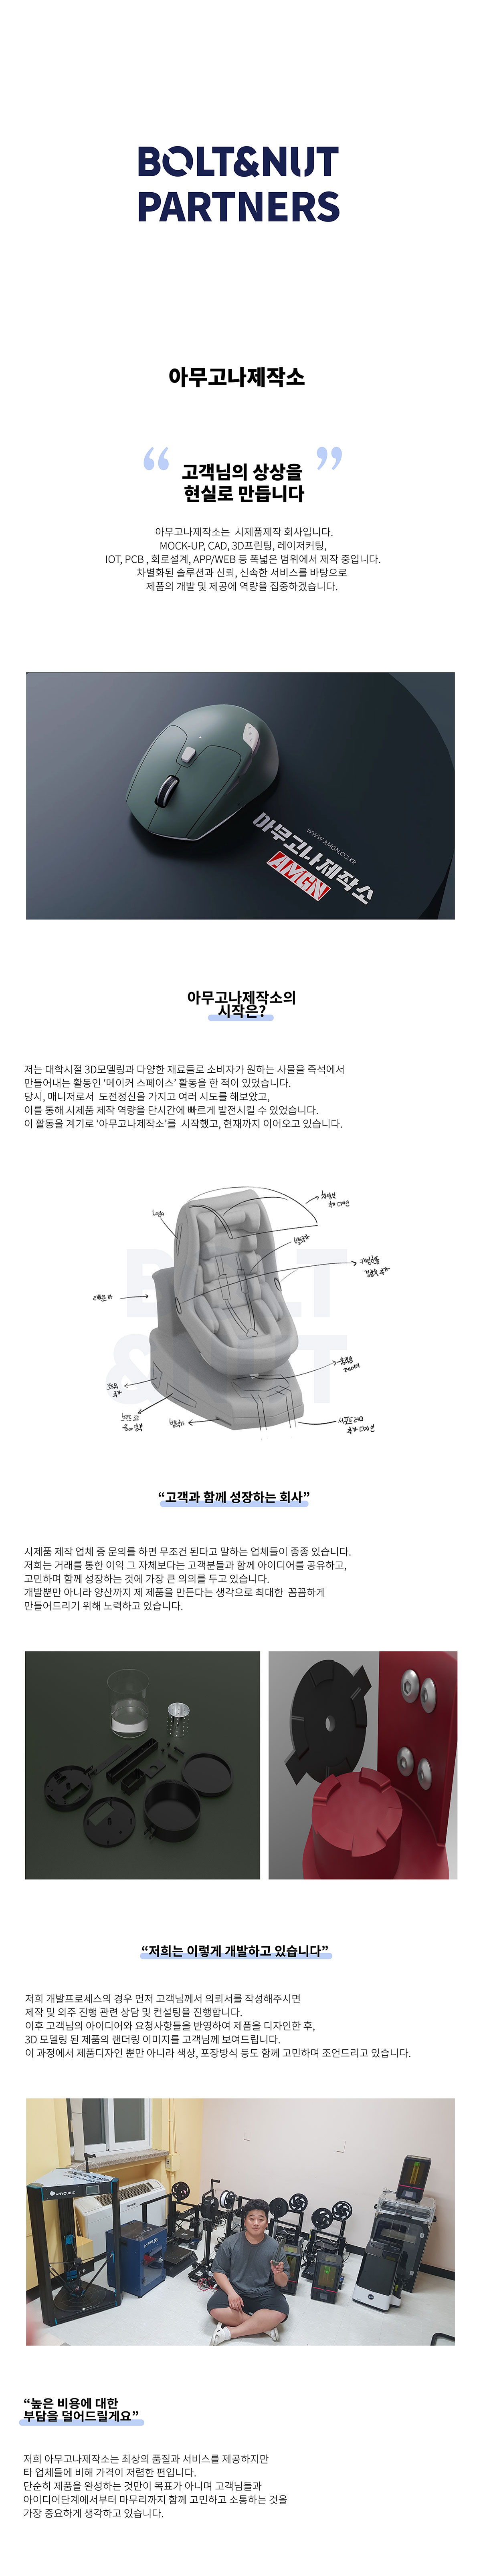 BOLT&NUT
PARTNERS
아무고나제작소
“ 고객님의 상상을 ”
현실로 만듭니다
아무고나제작소는 시제품제작 회사입니다.
MOCK-UP, CAD, 3D프린팅, 레이저커팅,
IOT, PCB , 회로설계, APP/WEB 등 폭넓은 범위에서 제작 중입니다.
차별화된 솔루션과 신뢰, 신속한 서비스를 바탕으로
제품의 개발 및 제공에 역량을 집중하겠습니다.
WWW.AMGN.CO.KR
아무고나제작소
AMGN
아무고나제작소의
시작은?
저는 대학시절 3D모델링과 다양한 재료들로 소비자가 원하는 사물을 즉석에서
만들어내는 활동인 ‘메이커 스페이스’ 활동을 한 적이 있었습니다.
당시, 매니저로서 도전정신을 가지고 여러 시도를 해보았고,
이를 통해 시제품 제작 역량을 단시간에 빠르게 발전시킬 수 있었습니다.
이 활동을 계기로 ‘아무고나제작소’를 시작했고, 현재까지 이어오고 있습니다.
BOLT
&NUT
“고객과 함께 성장하는 회사”
시제품 제작 업체 중 문의를 하면 무조건 된다고 말하는 업체들이 종종 있습니다.
저희는 거래를 통한 이익 그 자체보다는 고객분들과 함께 아이디어를 공유하고,
고민하며 함께 성장하는 것에 가장 큰 의의를 두고 있습니다.
개발뿐만 아니라 양산까지 제 제품을 만든다는 생각으로 최대한 꼼꼼하게
만들어드리기 위해 노력하고 있습니다.
“저희는 이렇게 개발하고 있습니다”
저희 개발프로세스의 경우 먼저 고객님께서 의뢰서를 작성해주시면
제작 및 외주 진행 관련 상담 및 컨설팅을 진행합니다.
이후 고객님의 아이디어와 요청사항들을 반영하여 제품을 디자인한 후,
3D 모델링 된 제품의 랜더링 이미지를 고객님께 보여드립니다.
이 과정에서 제품디자인 뿐만 아니라 색상, 포장방식 등도 함께 고민하며 조언드리고 있습니다.
ANYCUBIC
“높은 비용에 대한
부담을 덜어드릴게요”
저희 아무고나제작소는 최상의 품질과 서비스를 제공하지만
타 업체들에 비해 가격이 저렴한 편입니다.
단순히 제품을 완성하는 것만이 목표가 아니며 고객님들과
아이디어단계에서부터 마무리까지 함께 고민하고 소통하는 것을
가장 중요하게 생각하고 있습니다.